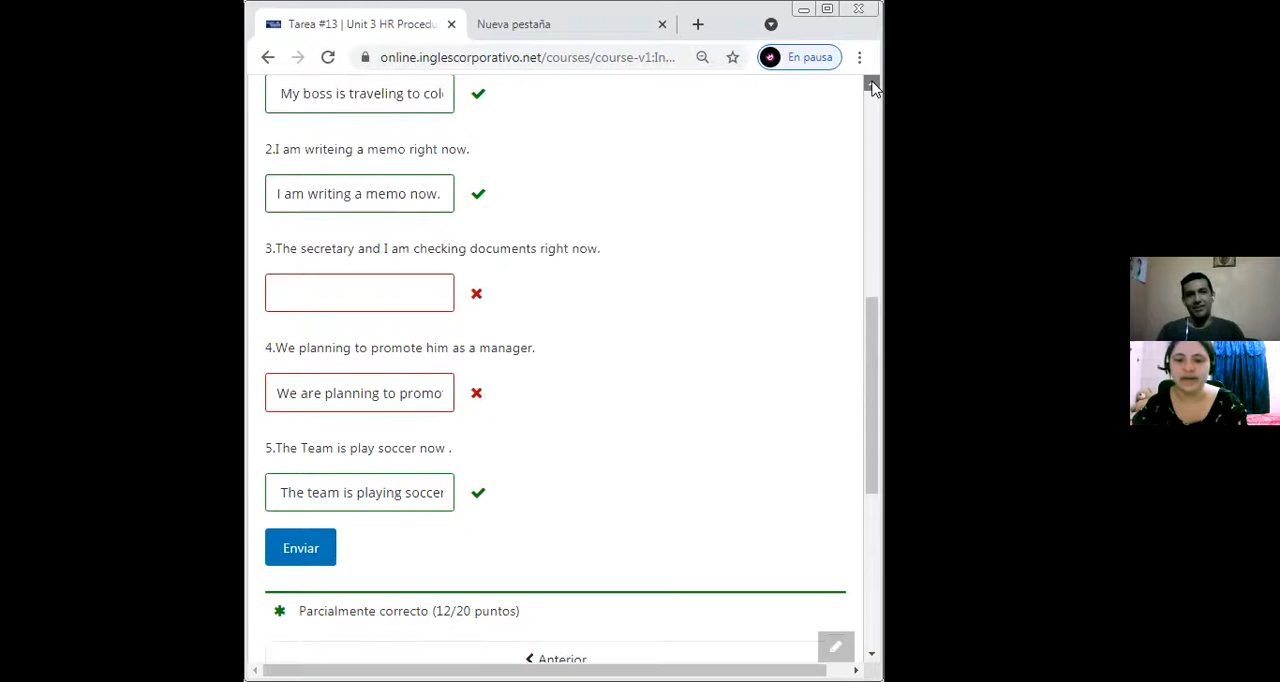 Tarea #13 | Unit 3 HR Procedu
Nueva pestaña
online.inglescorporativo.net/courses/course-v1:In...
En pausa
My boss is traveling to col
2.I am writeing a memo right now.
I am writing a memo now.
3.The secretary and I am checking documents right now.
4.We planning to promote him as a manager.
We are planning to promo
5.The Team is play soccer now .
The team is playing soccer
Enviar
Parcialmente correcto (12/20 puntos)
Anterior